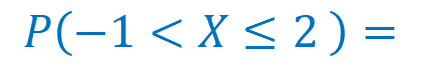 P(−1 < X ≤ 2 ) =